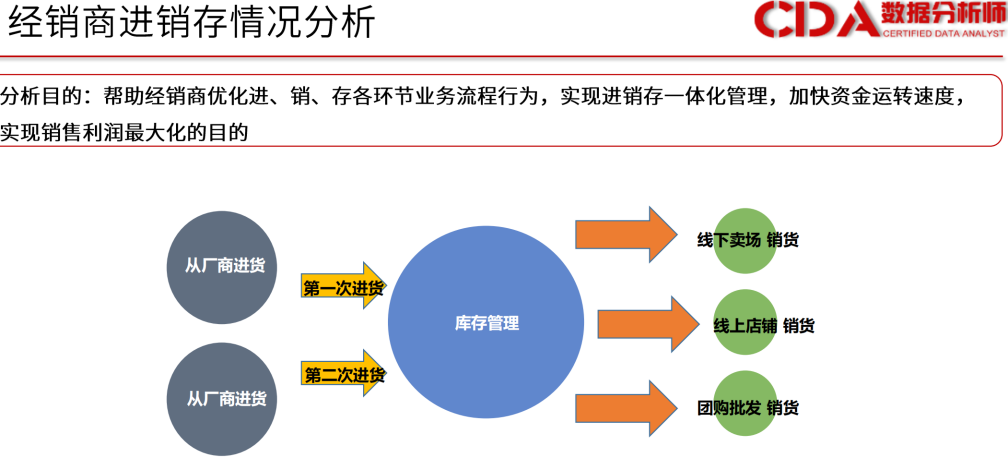 经销商进销存情况分析
CDA数据分析师
CERTIFIED DATA ANALYST
分析目的：帮助经销商优化进、销、存各环节业务流程行为，实现进销存一体化管理，加快资金运转速度，
实现销售利润最大化的目的
从厂商进货
第一次进货
从厂商进货
第二次进货
库存管理
线下卖场 销货
线上店铺 销货
团购批发 销货